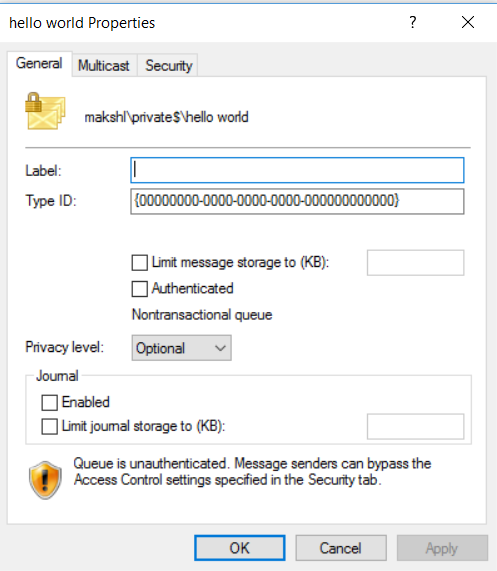 hello world Properties ?
General Multicast Security
makshl\private$\hello world
Label:
Type ID: {00000000-0000-0000-0000-000000000000}
Limit message storage to (KB):
Authenticated
Nontransactional queue
Privacy level: Optional
Journal
Enabled
Limit journal storage to (KB):
Queue is unauthenticated. Message senders can bypass the
Access Control settings specified in the Security tab.
OK Cancel Apply